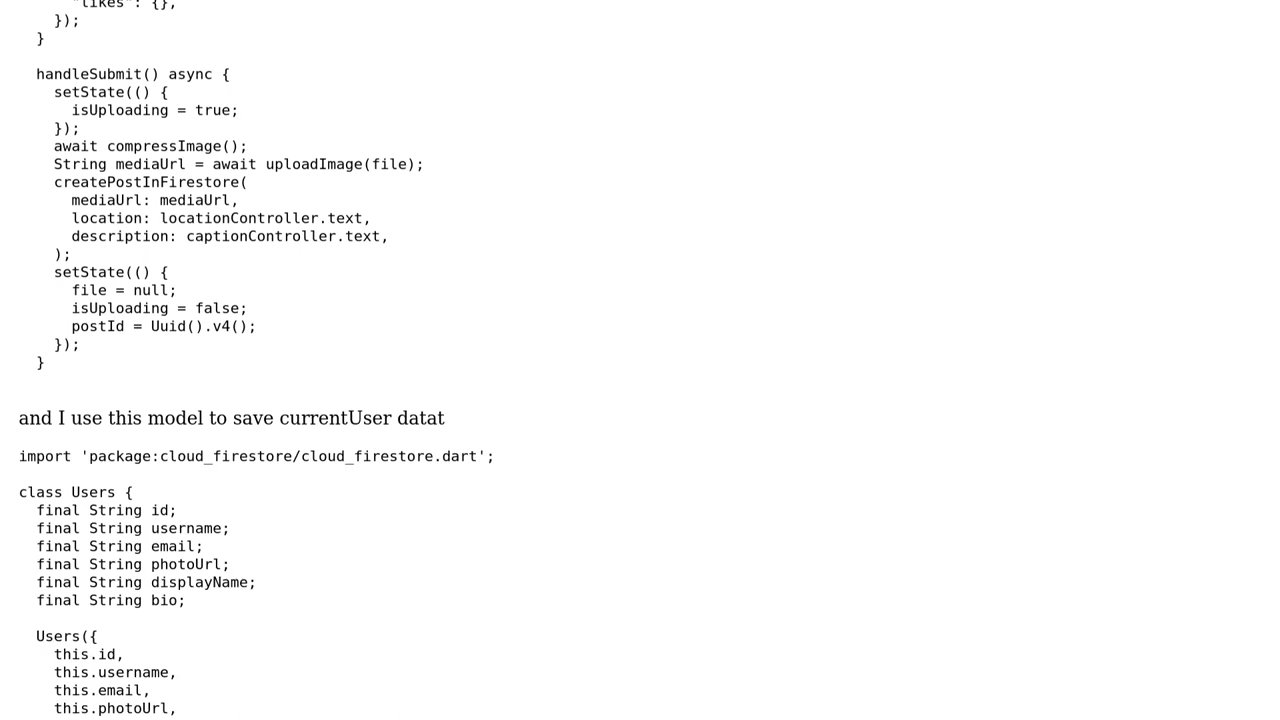 "likes": {},
    });
  }

  handleSubmit() async {
    setState(() {
      isUploading = true;
    });
    await compressImage();
    String mediaUrl = await uploadImage(file);
    createPostInFirestore(
      mediaUrl: mediaUrl,
      location: locationController.text,
      description: captionController.text,
    );
    setState(() {
      file = null;
      isUploading = false;
      postId = Uuid().v4();
    });
  }

and I use this model to save currentUser datat

import 'package:cloud_firestore/cloud_firestore.dart';

class Users {
  final String id;
  final String username;
  final String email;
  final String photoUrl;
  final String displayName;
  final String bio;

  Users({
    this.id,
    this.username,
    this.email,
    this.photoUrl,